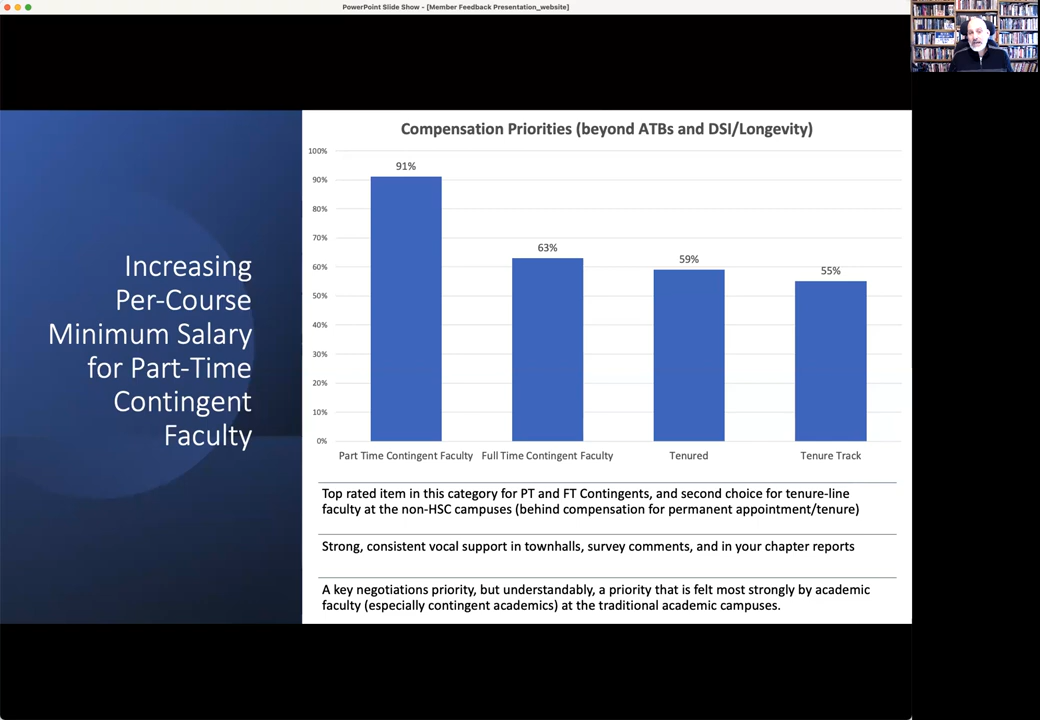 PowerPoint Slide Show - [Member Feedback Presentation_website]
Increasing
Per-Course
Minimum Salary
for Part-Time
Contingent
Faculty
Compensation Priorities (beyond ATBs and DSI/Longevity)
100%
90%
80%
70%
60%
50%
40%
30%
20%
10%
0%
91%
63%
59%
55%
Part Time Contingent Faculty
Full Time Contingent Faculty
Tenured
Tenure Track
Top rated item in this category for PT and FT Contingents, and second choice for tenure-line
faculty at the non-HSC campuses (behind compensation for permanent appointment/tenure)
Strong, consistent vocal support in townhalls, survey comments, and in your chapter reports
A key negotiations priority, but understandably, a priority that is felt most strongly by academic
faculty (especially contingent academics) at the traditional academic campuses.